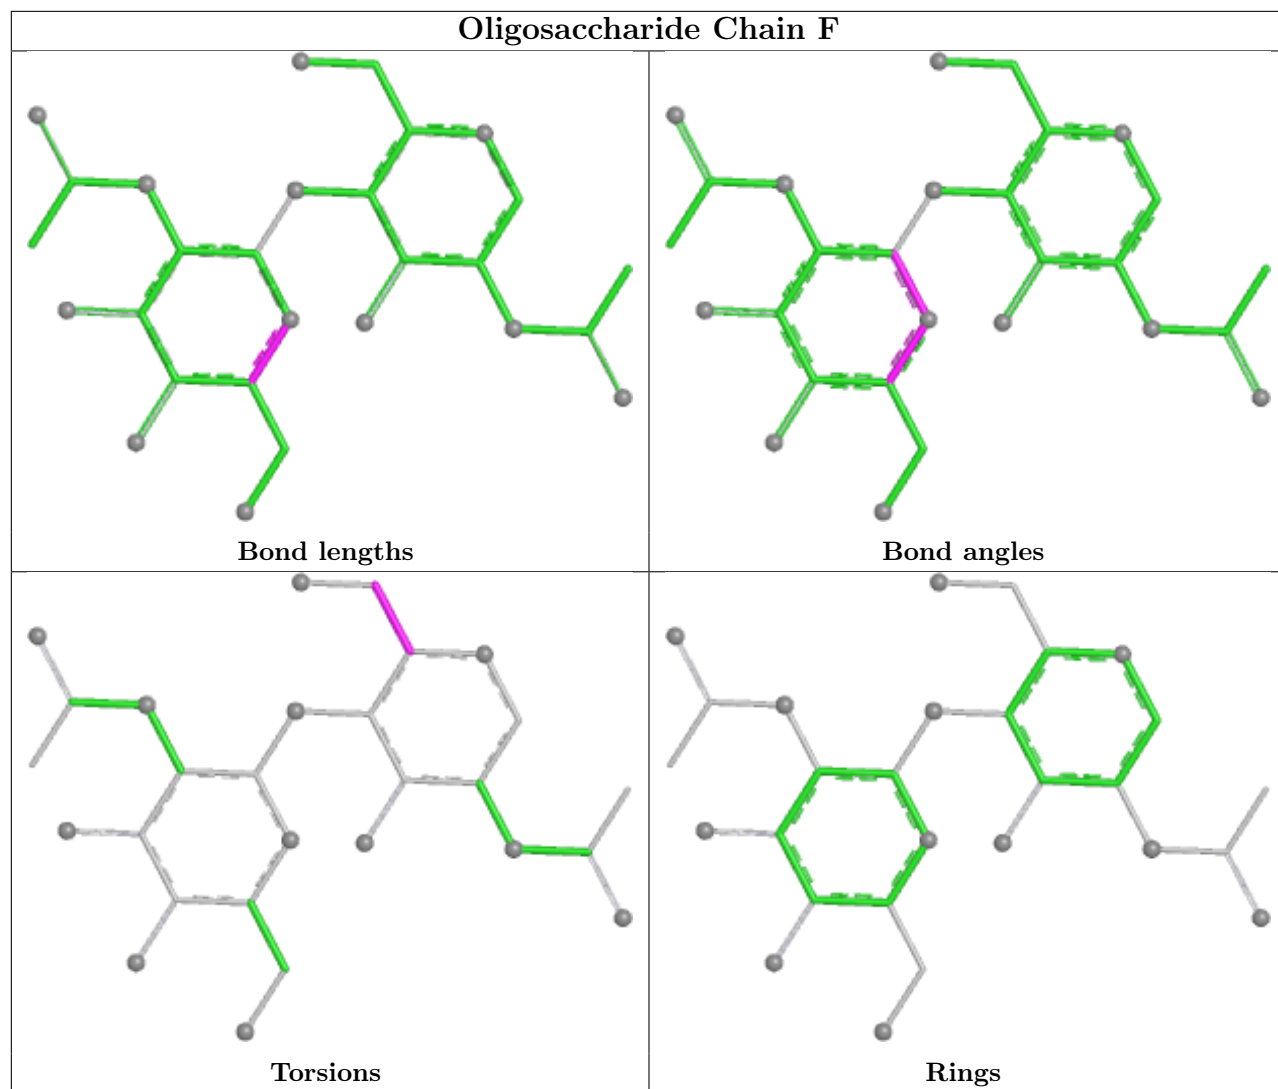 Oligosaccharide Chain F
Bond lengths
Bond angles
Torsions
Rings